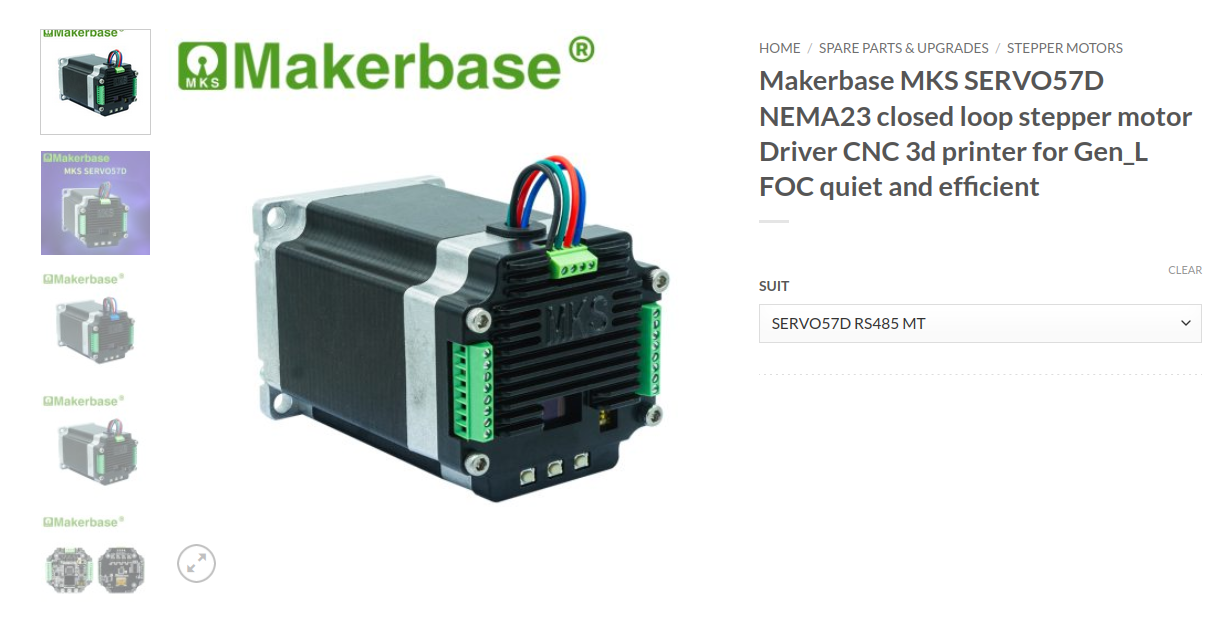 Makerbase®
MKS
Makerbase®
MKS
Makerbase
MKS SERVO57D
Makerbase®
Makerbase®
Makerbase®
HOME / SPARE PARTS & UPGRADES / STEPPER MOTORS
Makerbase MKS SERVO57D
NEMA23 closed loop stepper motor
Driver CNC 3d printer for Gen_L
FOC quiet and efficient
CLEAR
SUIT
SERVO57D RS485 MT